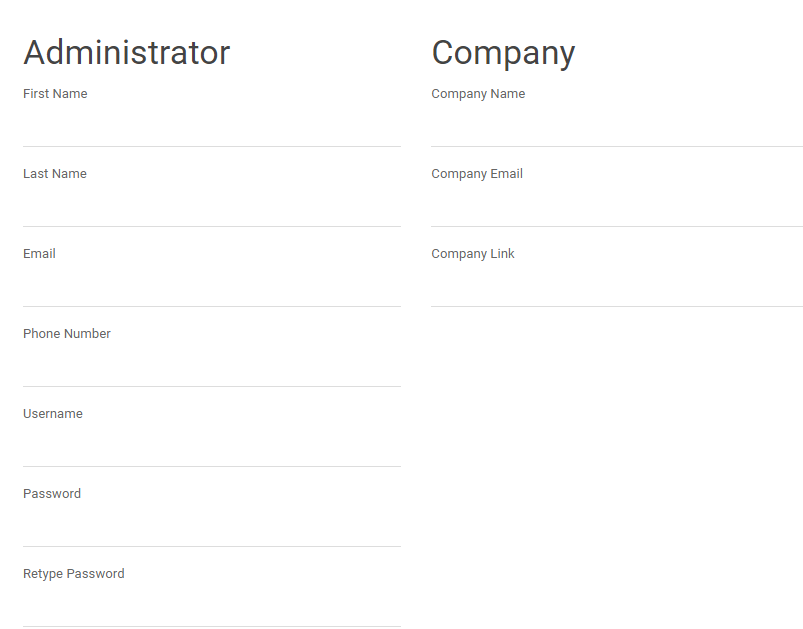 Administrator
First Name
Last Name
Email
Phone Number
Username
Password
Retype Password
Company
Company Name
Company Email
Company Link